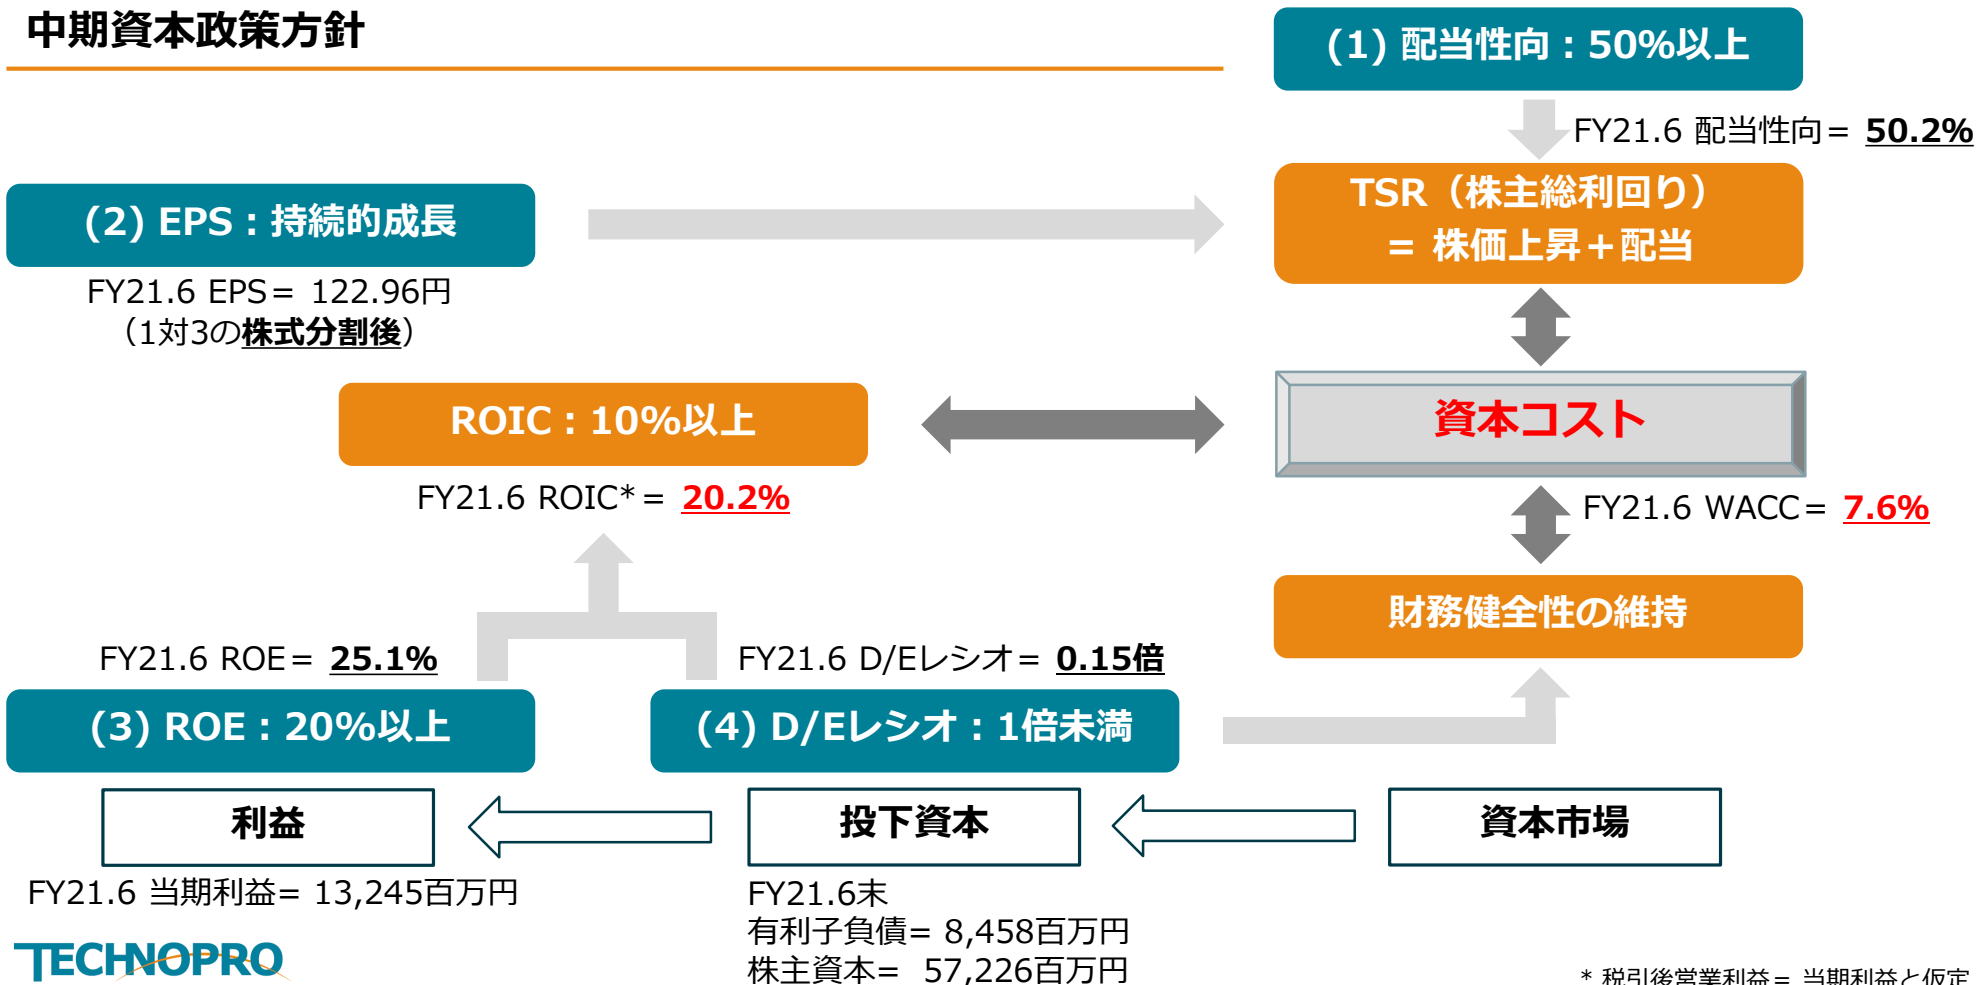 中期資本政策方針
(1) 配当性向：50%以上
FY21.6 配当性向＝ 50.2%
TSR（株主総利回り）
＝ 株価上昇＋配当
(2) EPS：持続的成長
FY21.6 EPS＝ 122.96円
（1対3の株式分割後）
ROIC：10%以上
資本コスト
FY21.6 ROIC*＝ 20.2%
FY21.6 WACC＝ 7.6%
財務健全性の維持
FY21.6 ROE＝ 25.1%
FY21.6 D/Eレシオ＝ 0.15倍
(3) ROE：20%以上
(4) D/Eレシオ：1倍未満
利益
投下資本
資本市場
FY21.6 当期利益= 13,245百万円
FY21.6末
有利子負債= 8,458百万円
株主資本= 57,226百万円
TECHNOPRO
* 税引後営業利益＝ 当期利益と仮定